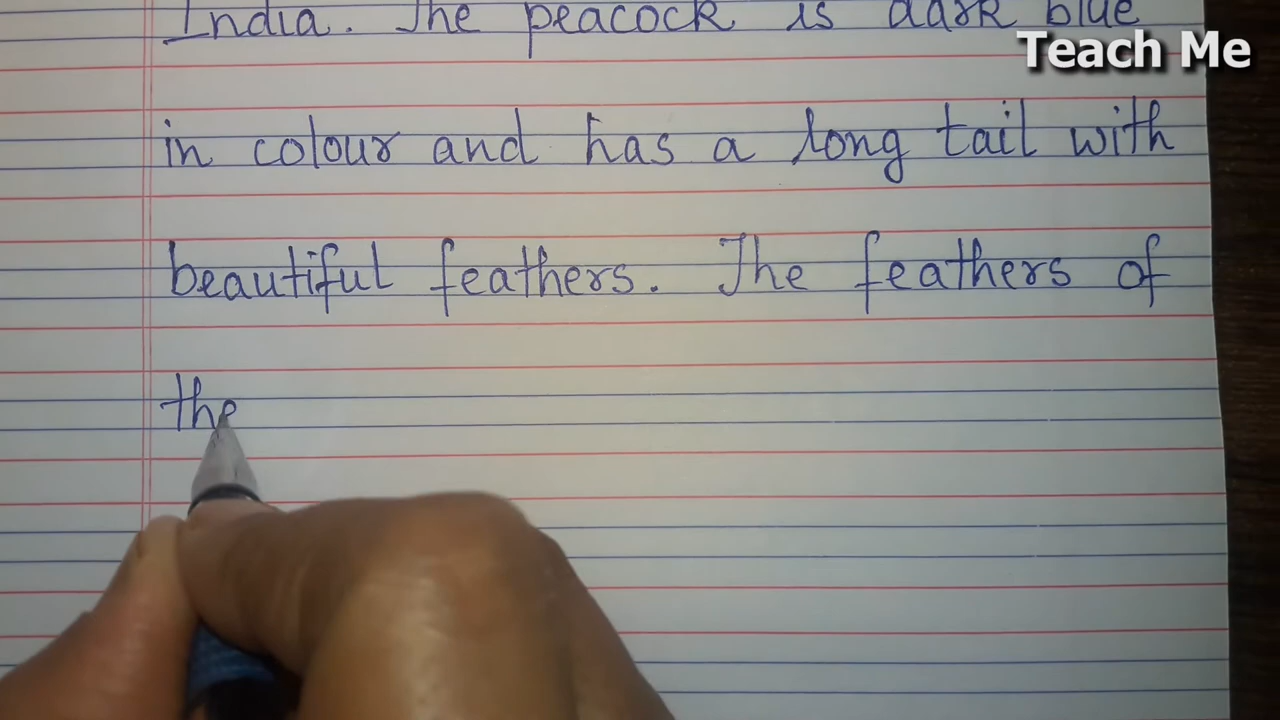 India. The peacock is dark blue
Teach Me
in colour and has a long tail with
beautiful feathers. The feathers of
the